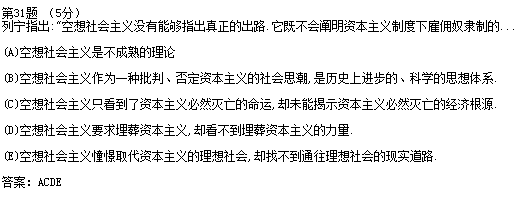 第31题 (5分)
列宁指出:"空想社会主义没有能够指出真正的出路.它既不会阐明资本主义制度下雇佣奴隶制的...
(A)空想社会主义是不成熟的理论
(B)空想社会主义作为一种批判、否定资本主义的社会思潮,是历史上进步的、科学的思想体系.
(C)空想社会主义只看到了资本主义必然灭亡的命运,却未能揭示资本主义必然灭亡的经济根源.
(D)空想社会主义要求埋葬资本主义,却看不到埋葬资本主义的力量.
(E)空想社会主义憧憬取代资本主义的理想社会,却找不到通往理想社会的现实道路.
答案: ACDE